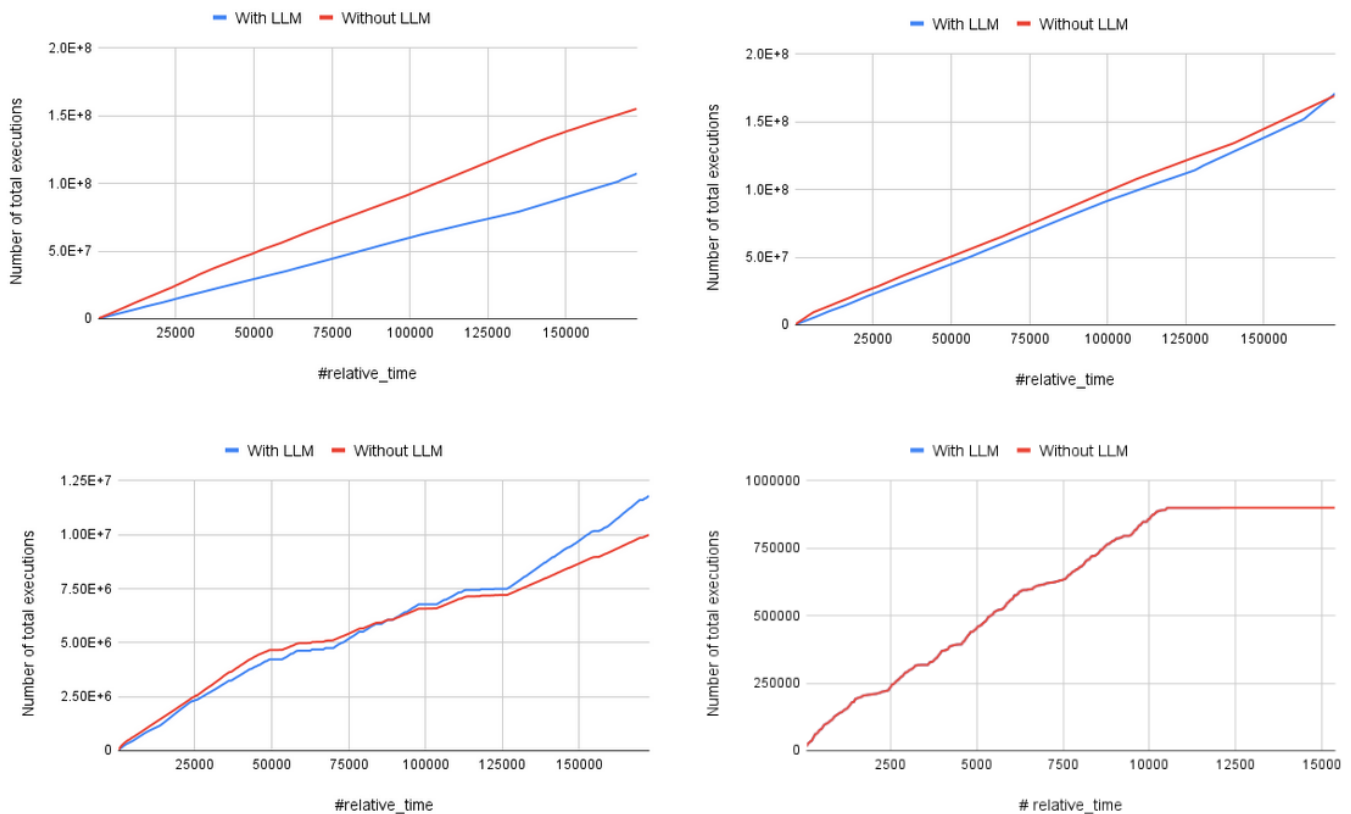 With LLM Without LLM
Number of total executions
2.0E+8
1.5E+8
1.0E+8
5.0E+7
0
25000 50000 75000 100000 125000 150000
#relative_time
With LLM Without LLM
Number of total executions
2.0E+8
1.5E+8
1.0E+8
5.0E+7
0
25000 50000 75000 100000 125000 150000
#relative_time
With LLM Without LLM
Number of total executions
1.25E+7
1.00E+7
7.50E+6
5.00E+6
2.50E+6
0
25000 50000 75000 100000 125000 150000
#relative_time
With LLM Without LLM
Number of total executions
1000000
750000
500000
250000
0
2500 5000 7500 10000 12500 15000
# relative_time